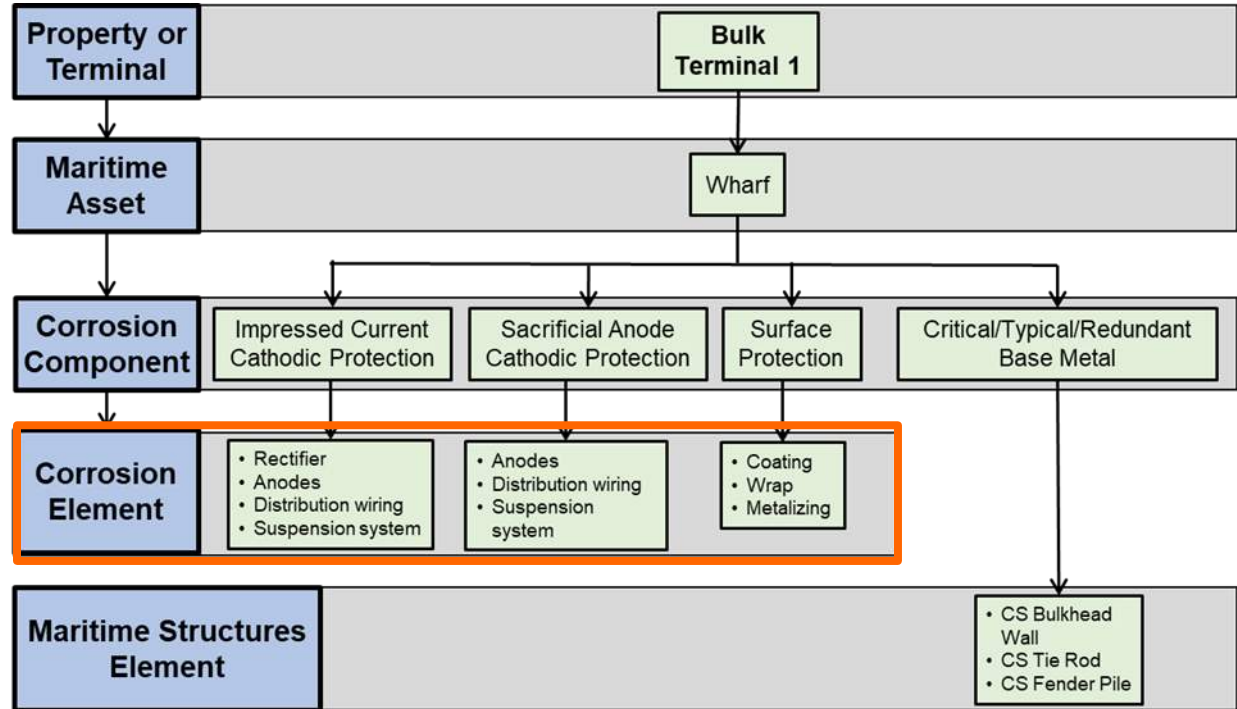 Property or
Terminal
Bulk
Terminal 1
Maritime
Asset
Wharf
Corrosion
Component
Impressed Current
Cathodic Protection
Sacrificial Anode
Cathodic Protection
Surface
Protection
Critical/Typical/Redundant
Base Metal
Corrosion
Element
• Rectifier
• Anodes
• Distribution wiring
• Suspension system
• Anodes
• Distribution wiring
• Suspension
system
• Coating
• Wrap
• Metalizing
Maritime Structures
Element
• CS Bulkhead
Wall
• CS Tie Rod
• CS Fender Pile